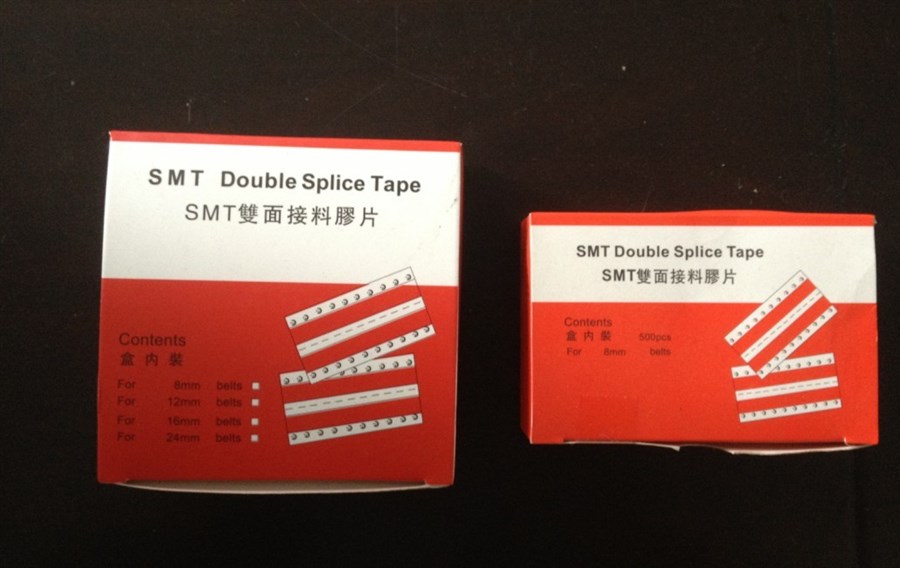 SMT Double Splice Tape
SMT雙面接料膠片
Contents
盒内裝
For 8mm belts
For 12mm belts
For 16mm belts
For 24mm belts
SMT Double Splice Tape
SMT雙面接料膠片
Contents
盒内裝 500pcs
For 8mm belts